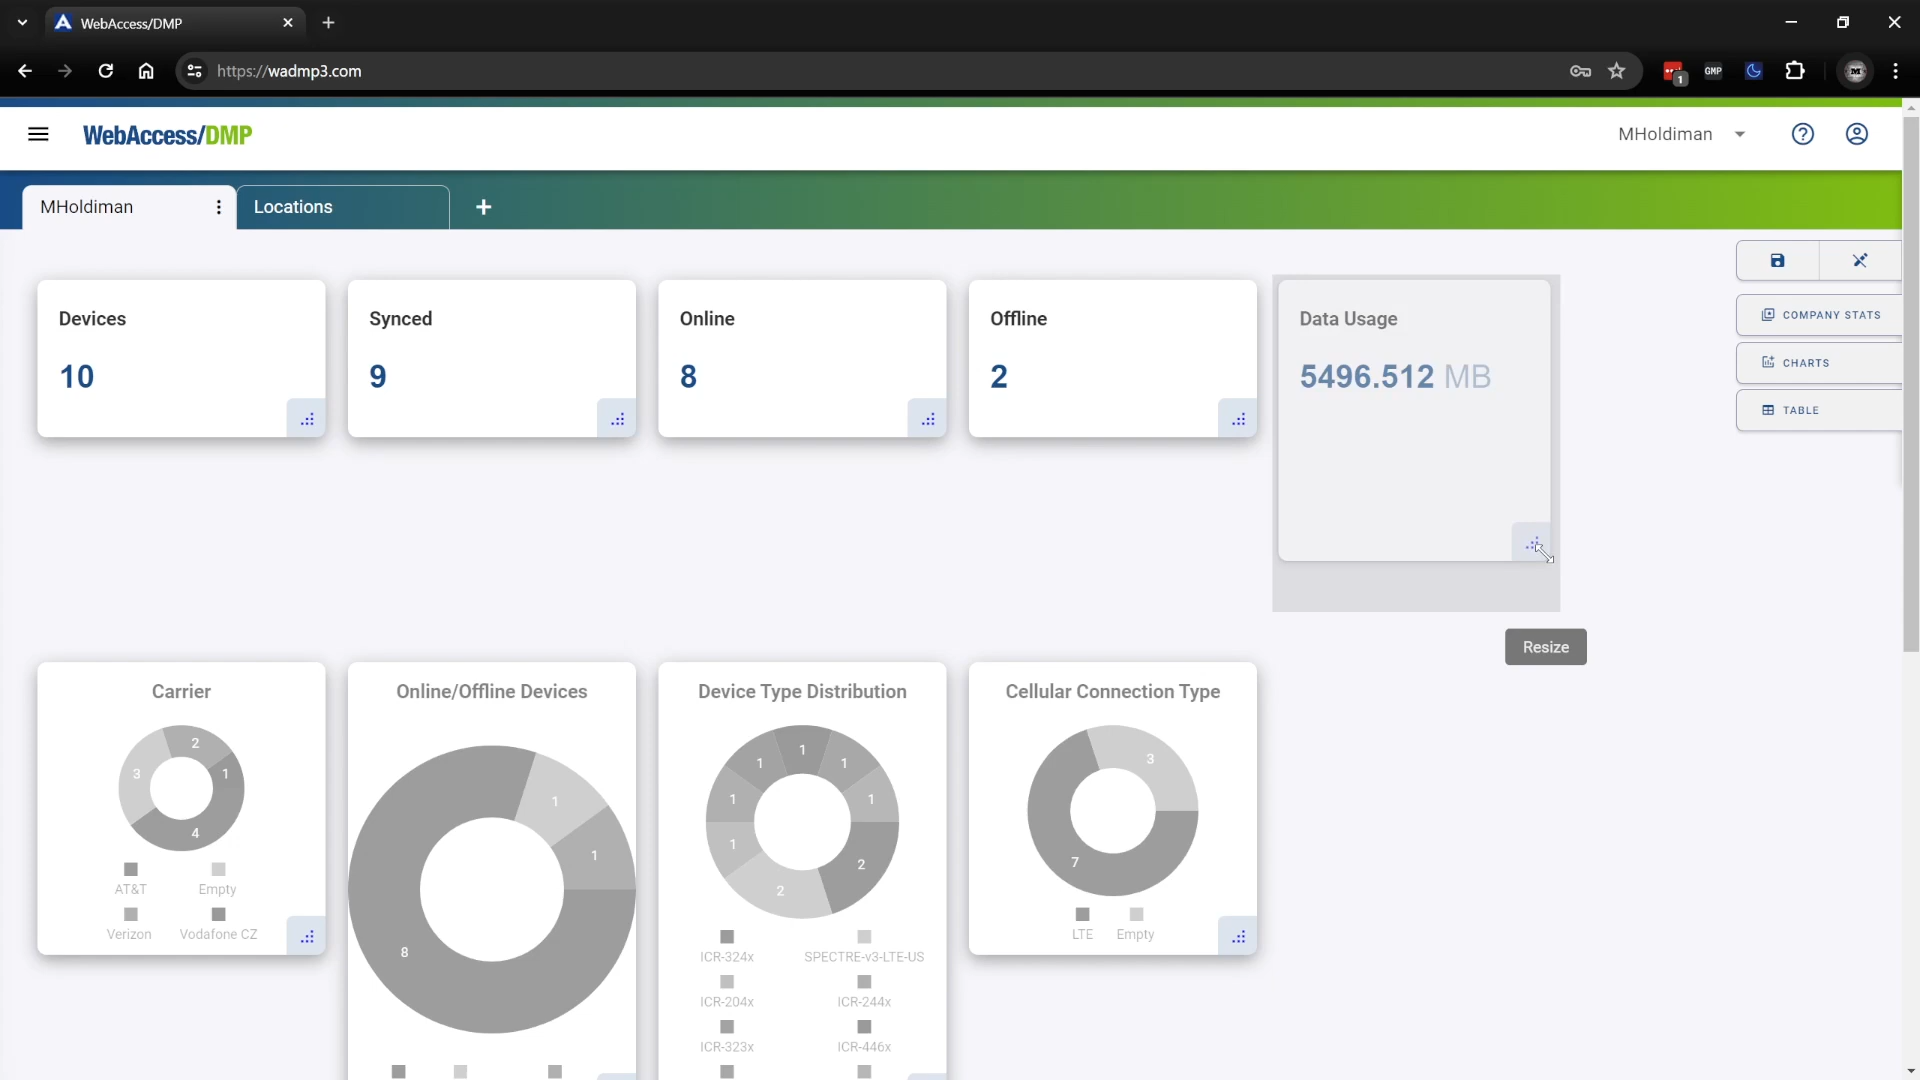 WebAccess/DMP
https://wadmp3.com
1
GMP
M
WebAccess/DMP
MHoldiman
MHoldiman
Locations
Devices
10
Synced
9
Online
8
Offline
2
Data Usage
5496.512 MB
COMPANY STATS
CHARTS
TABLE
Resize
Carrier
2
3
1
4
AT&T
Empty
Verizon
Vodafone CZ
Online/Offline Devices
1
1
8
Device Type Distribution
1
1
1
1
1
1
2
2
ICR-324x
SPECTRE-v3-LTE-US
ICR-204x
ICR-244x
ICR-323x
ICR-446x
Cellular Connection Type
3
7
LTE
Empty